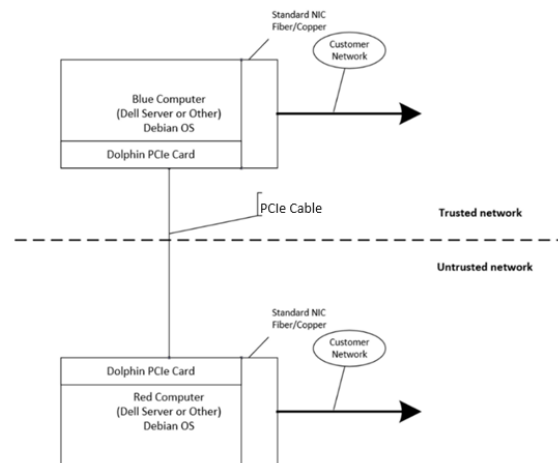 Standard NIC
Fiber/Copper
Customer
Network
Blue Computer
(Dell Server or Other)
Debian OS
Dolphin PCIe Card
PCIe Cable
Trusted network
Untrusted network
Standard NIC
Fiber/Copper
Customer
Network
Dolphin PCIe Card
Red Computer
(Dell Server or Other)
Debian OS